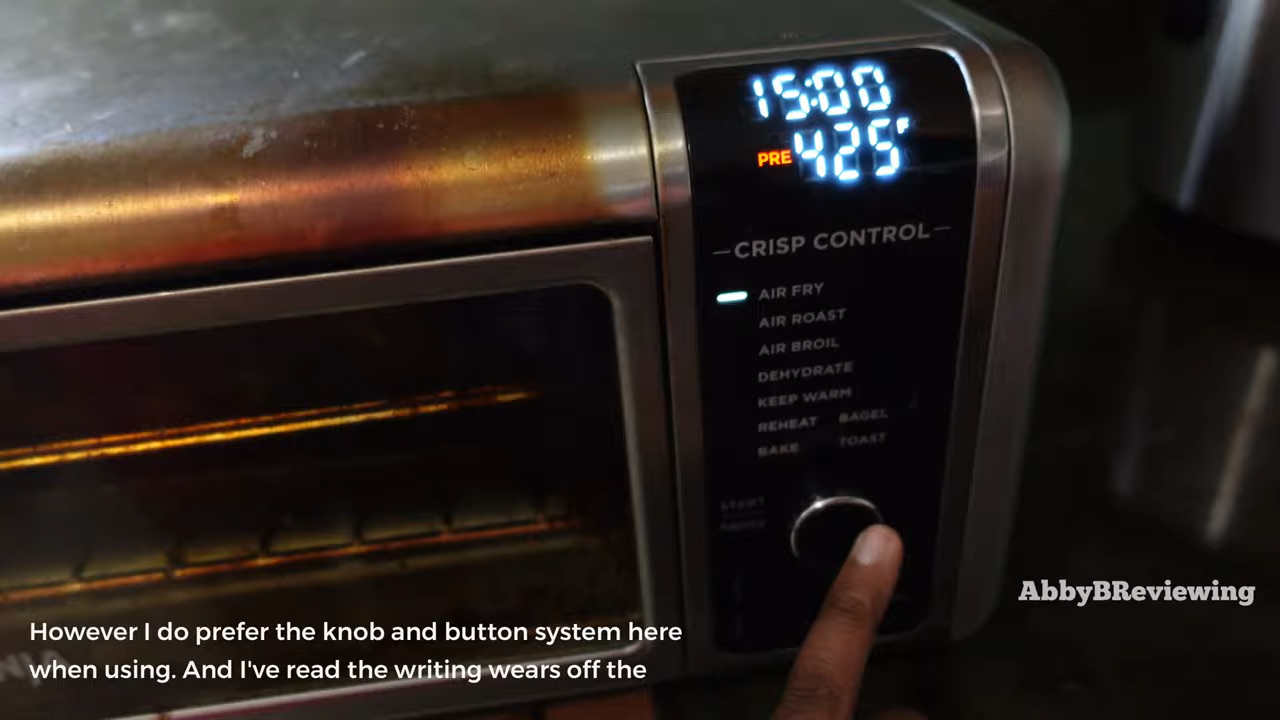 15:00
PRE 425 F
CRISP CONTROL
AIR FRY
AIR ROAST
AIR BROIL
DEHYDRATE
KEEP WARM
REHEAT BAGEL
BAKE TOAST
START
AbbyBReviewing
However I do prefer the knob and button system here
when using. And I've read the writing wears off the